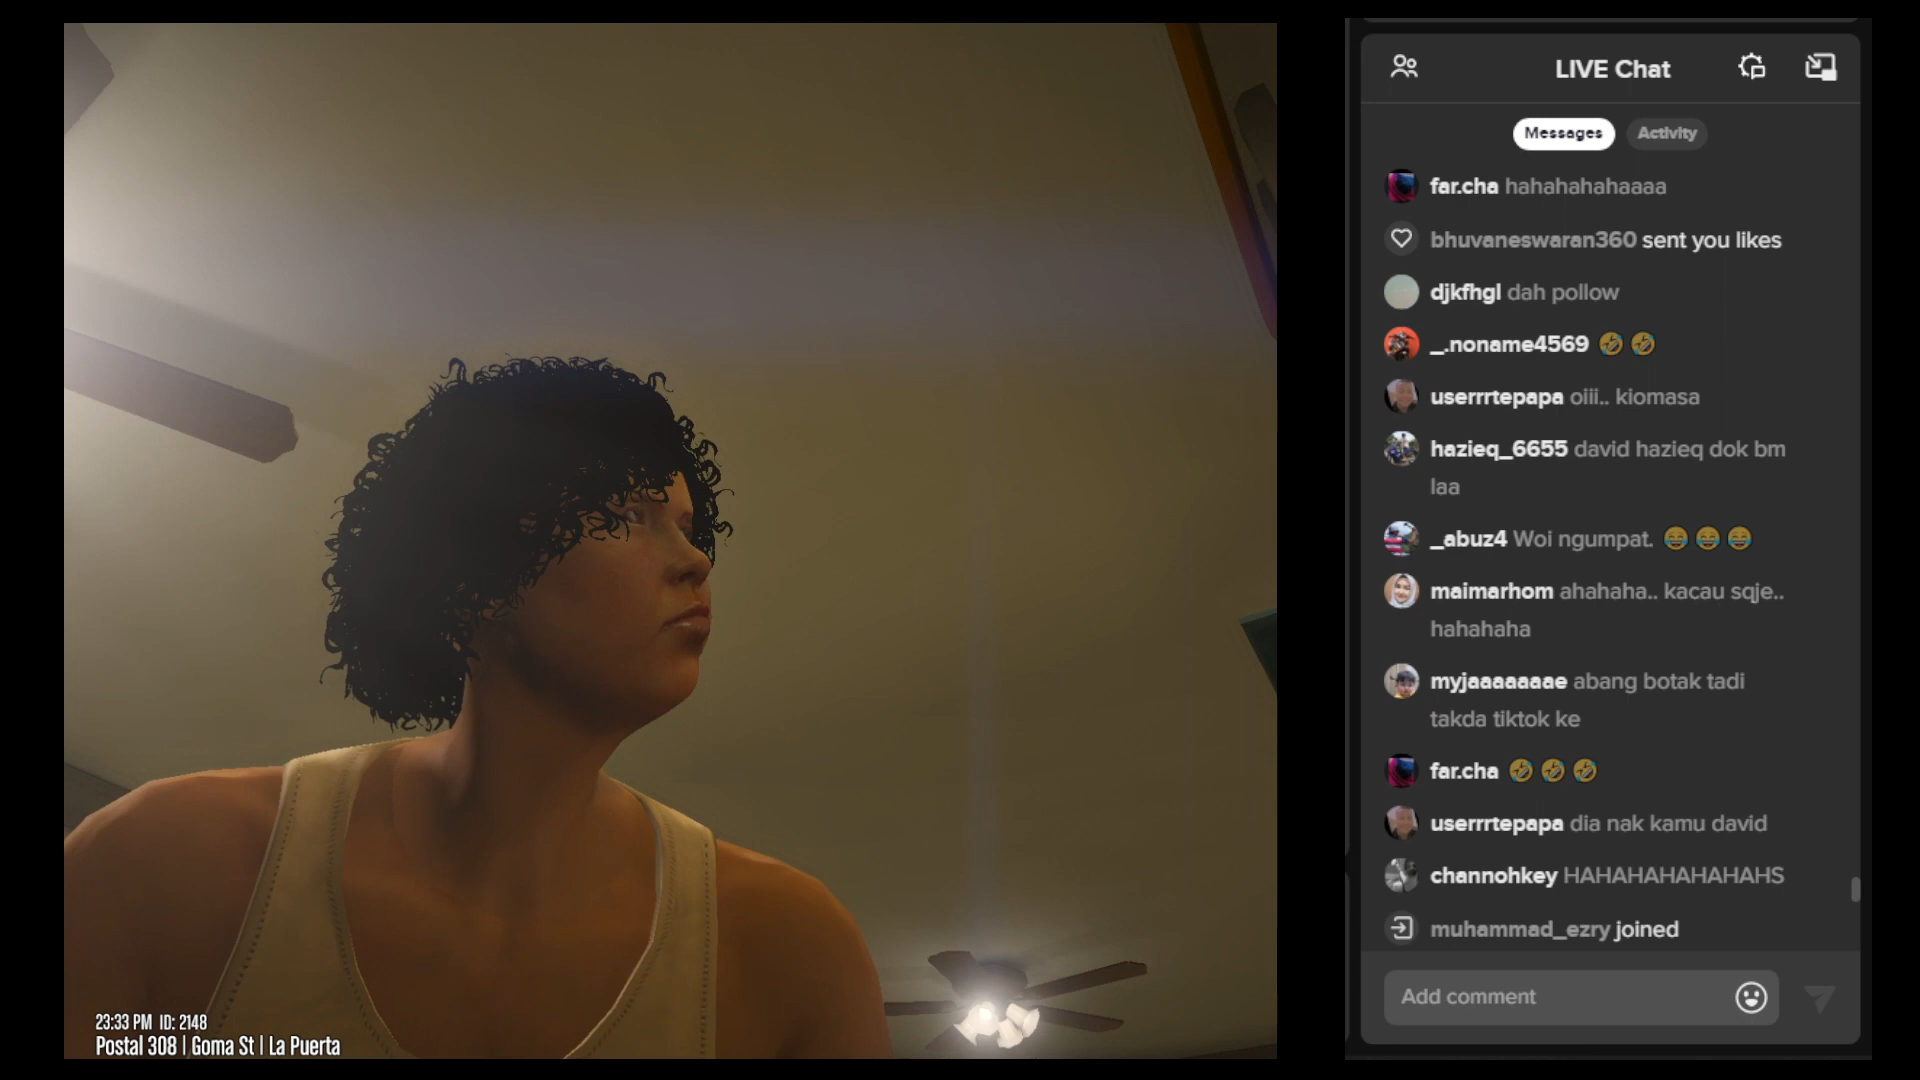 LIVE Chat
Messages
Activity
far.cha hahahahahaaaa
bhuvaneswaran360 sent you likes
djkfhgl dah pollow
_.noname4569 🤣🤣
userrrtepapa oiii.. kiomasa
hazieq_6655 david hazieq dok bm
laa
_abuz4 Woi ngumpat. 😂😂😂
maimarhom ahahaha.. kacau sqje..
hahahaha
myjaaaaaaae abang botak tadi
takda tiktok ke
far.cha 🤣🤣🤣
userrrtepapa dia nak kamu david
channohkey HAHAHAHAHAHAHS
muhammad_ezry joined
Add comment
23:33 PM ID: 2148
Postal 308 | Goma St | La Puerta